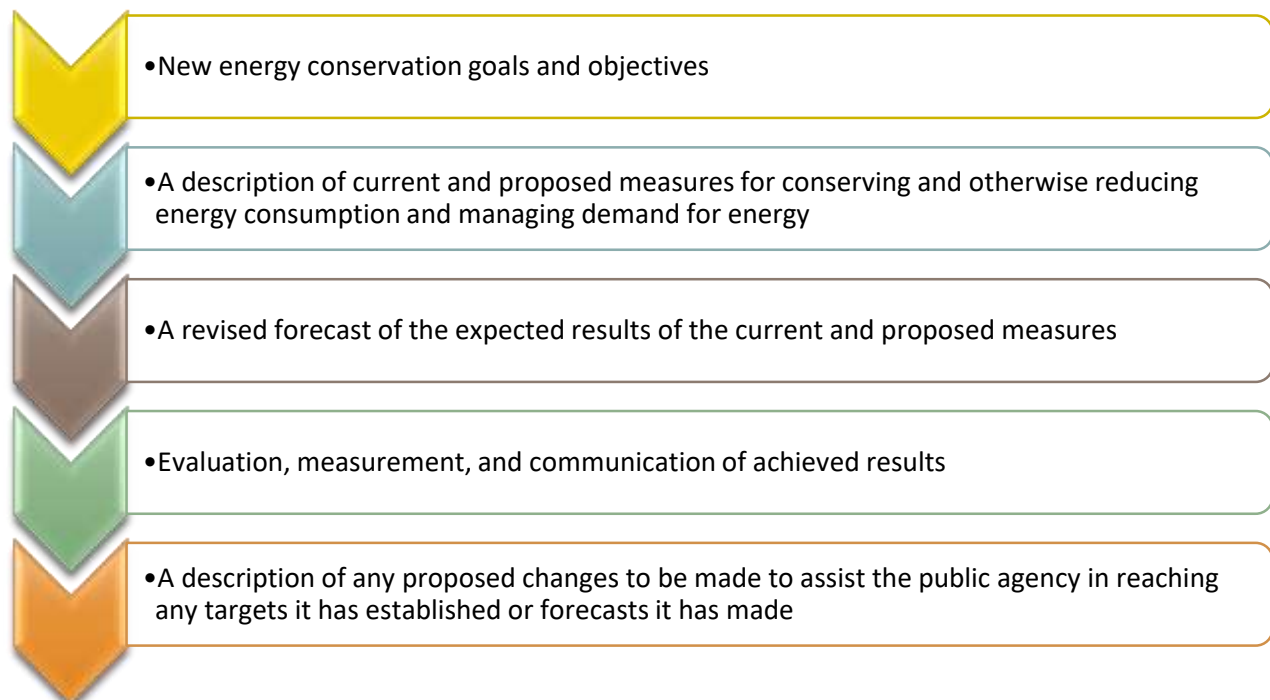 •New energy conservation goals and objectives
•A description of current and proposed measures for conserving and otherwise reducing
energy consumption and managing demand for energy
•A revised forecast of the expected results of the current and proposed measures
•Evaluation, measurement, and communication of achieved results
•A description of any proposed changes to be made to assist the public agency in reaching
any targets it has established or forecasts it has made